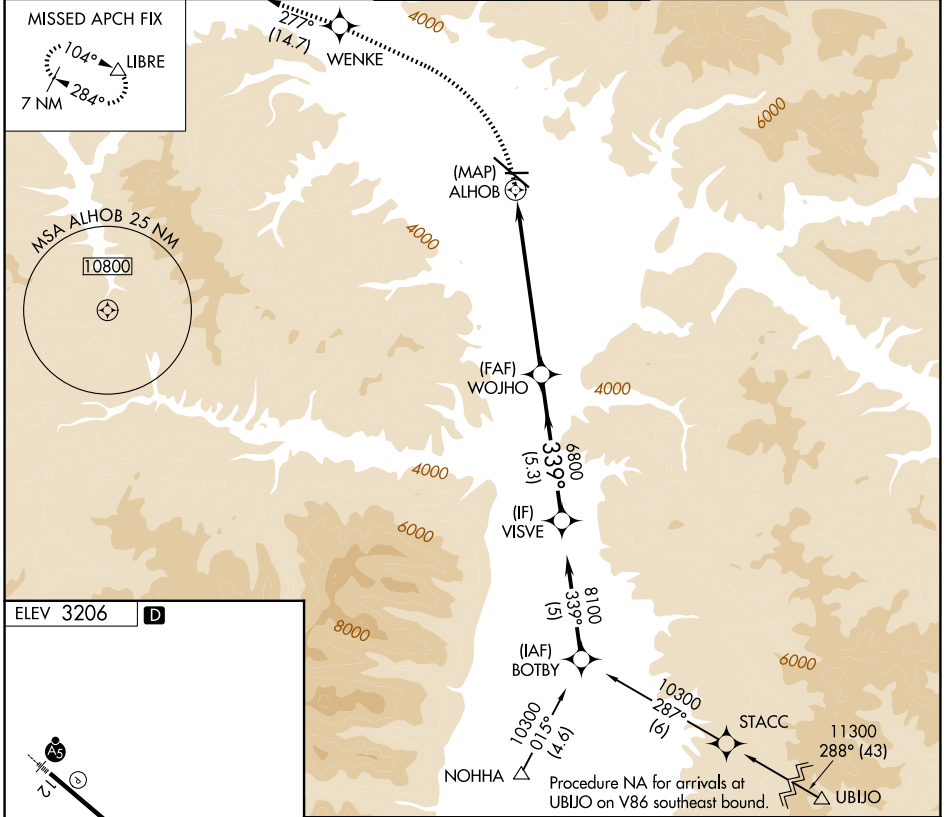 MISSED APCH FIX
104°
LIBRE
284°
7 NM
277°
(14.7)
WENKE
4000
6000
(MAP)
ALHOB
MSA ALHOB 25 NM
10800
4000
(FAF)
WOJHO
4000
6800
339°
(5.3)
4000
(IF)
VISVE
6000
8100
339°
(5)
ELEV 3206
D
8000
(IAF)
BOTBY
6000
10300
287°
(6)
STACC
10300
015°
(4.6)
11300
288° (43)
NOHHA
Procedure NA for arrivals at
UBIJO on V86 southeast bound.
UBIJO
A5
P
12